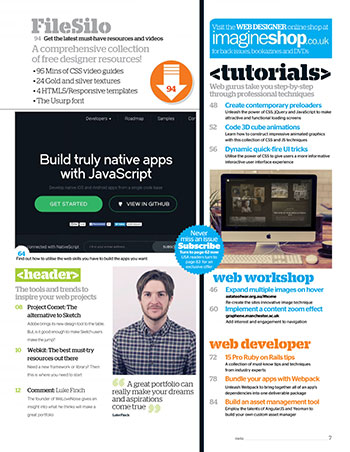 FileSilo
94 Get the latest must-have resources and videos
A comprehensive collection
of free designer resources!
• 95 Mins of CSS video guides
• 24 Gold and silver textures
• 4 HTML5/Responsive templates
• The Usurp font
94
Developers
Roadmap
Samples
Build truly native apps
with JavaScript
Develop native iOS and Android apps from a single code base
GET STARTED
VIEW IN GITHUB
connected with NativeScript
64
Find out how to utilise the web skills you have to build the apps you want
Never
miss an issue
Subscribe
Turn to page 62 now
USA readers turn to
page 62 for an
exclusive offer
<header>
The tools and trends to
inspire your web projects
08 Project Comet: The
alternative to Sketch
Adobe brings its new design tool to the table.
But, is it good enough to make Sketch users
make the jump?
10 Webkit: The best must-try
resources out there
Need a new framework or library? Then
this is where you need to start
12 Comment: Luke Finch
The founder of WeLoveNoise gives an
insight into what he thinks will make a
great portfolio
“A great portfolio can
really make your dreams
and aspirations
come true”
Luke Finch
Visit the WEB DESIGNER online shop at
imagineshop.co.uk
for back issues, bookazines and DVDs
<tutorials>
Web gurus take you step-by-step
through professional techniques
48 Create contemporary preloaders
Unleash the power of CSS, jQuery and JavaScript to make
attractive and functional loading screens
52 Code 3D cube animations
Learn how to construct impressive animated graphics
with this collection of CSS and JS techniques
56 Dynamic quick-fire UI tricks
Utilise the power of CSS to give users a more informative
interactive user interface experience
web workshop
46 Expand multiple images on hover
Re-create the sites innovative image technique
60 Implement a content zoom effect
Add interest and engagement to navigation
web developer
72 15 Pro Ruby on Rails tips
A collection of must-know tips and techniques
from industry experts
78 Bundle your apps with Webpack
Unleash Webpack to bring together all of an app's
dependencies into one deliverable package
84 Build an asset management tool
Employ the talents of AngularJS and Yeoman to
build your own custom asset manager
7